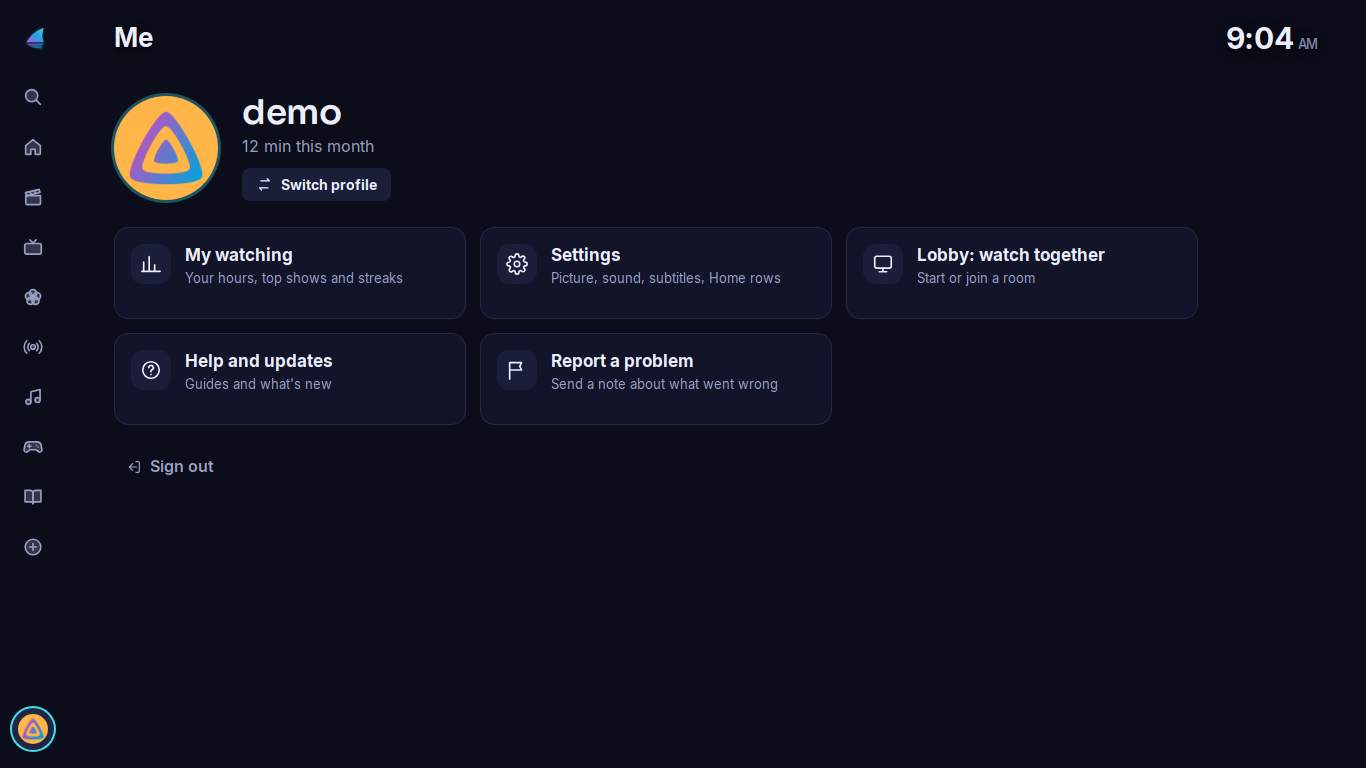 Me
9:04 AM
demo
12 min this month
Switch profile
My watching
Your hours, top shows and streaks
Settings
Picture, sound, subtitles, Home rows
Lobby: watch together
Start or join a room
Help and updates
Guides and what's new
Report a problem
Send a note about what went wrong
Sign out